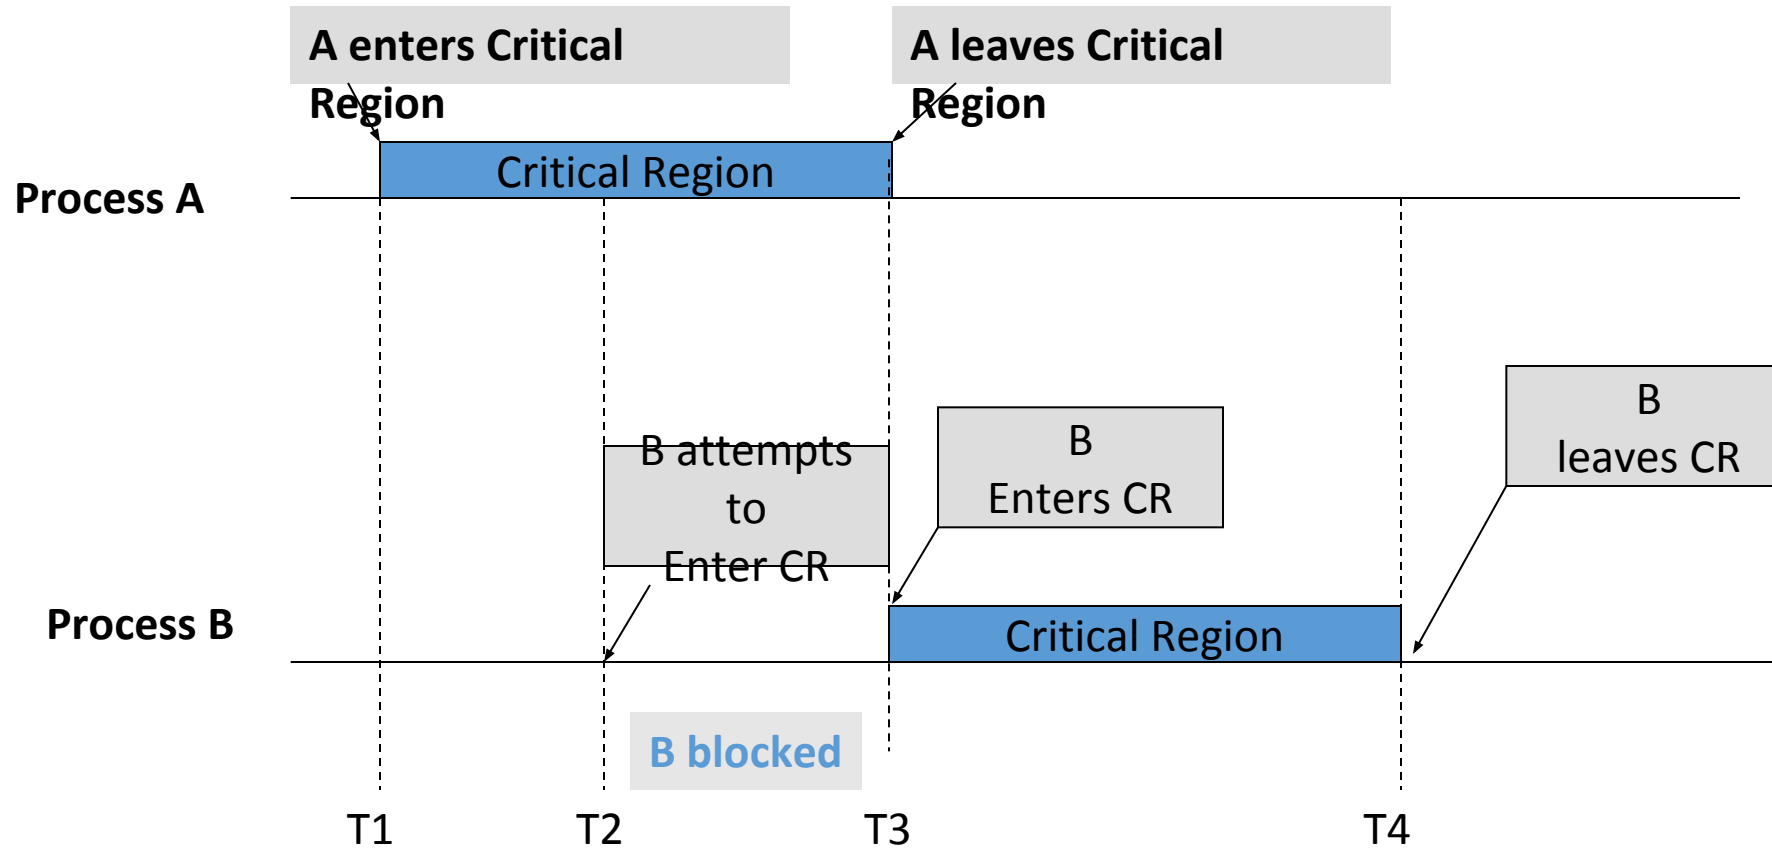 A enters Critical
Region
A leaves Critical
Region
Critical Region
Process A
B
leaves CR
B attempts
to
Enter CR
B
Enters CR
Process B
Critical Region
B blocked
T1
T2
T3
T4